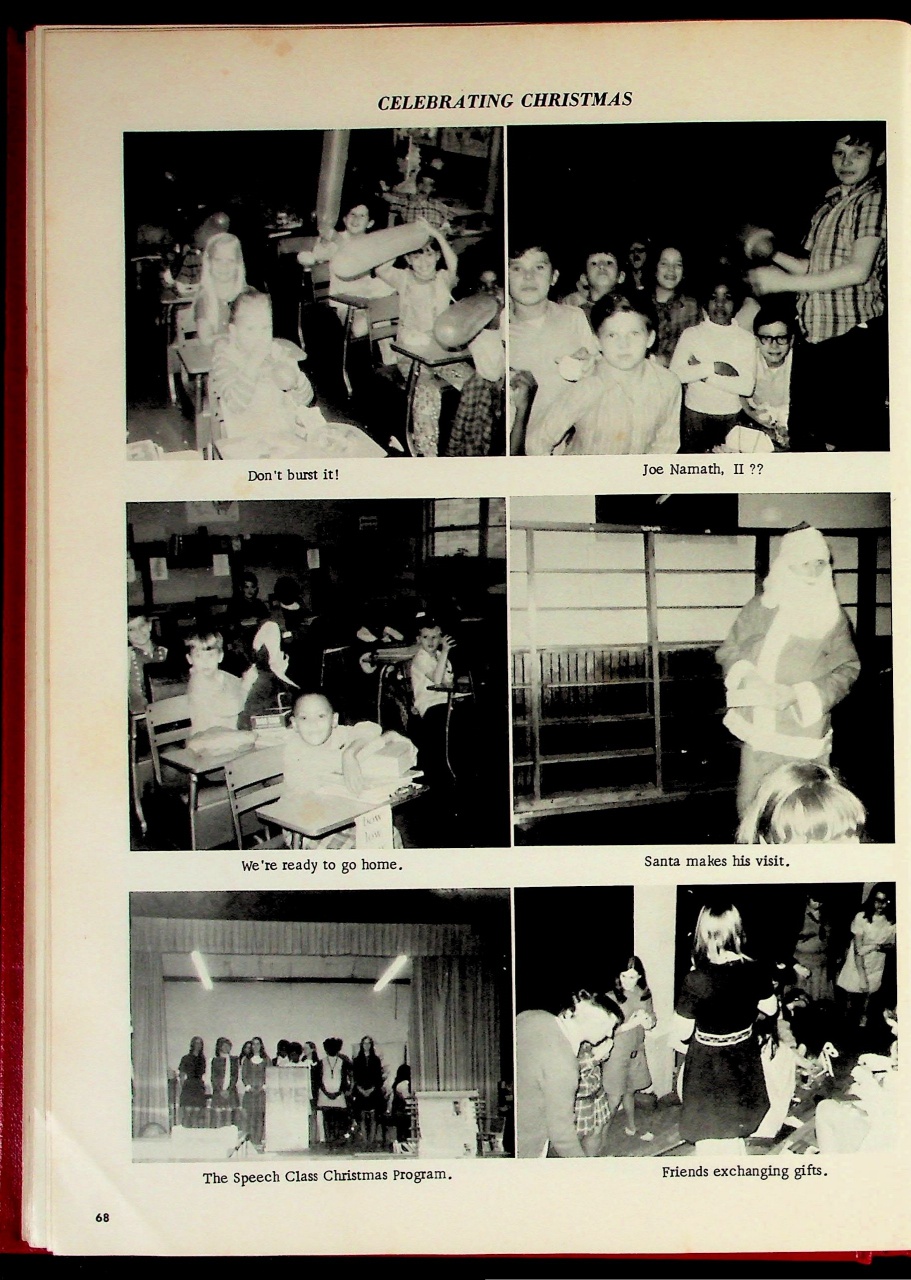 CELEBRATING CHRISTMAS
Don't burst it!
Joe Namath, II ??
We're ready to go home.
Santa makes his visit.
The Speech Class Christmas Program.
Friends exchanging gifts.
68